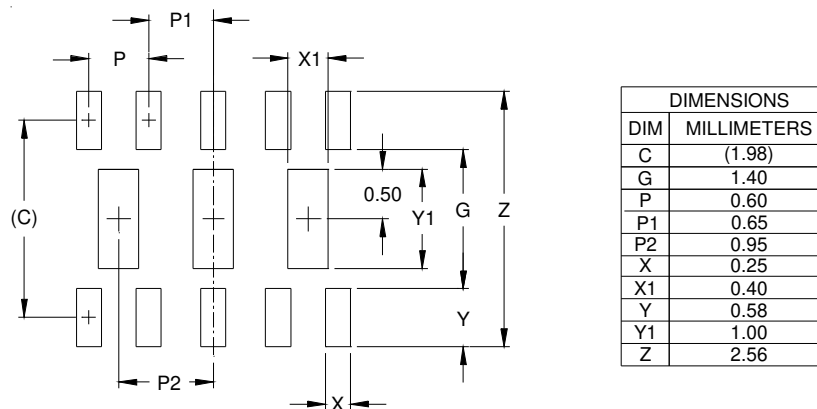 P1
P
X1
DIMENSIONS
DIM MILLIMETERS
C (1.98)
G 1.40
P 0.60
P1 0.65
P2 0.95
X 0.25
X1 0.40
Y 0.58
Y1 1.00
Z 2.56
0.50
(C)
Y1
G
Z
Y
P2
X